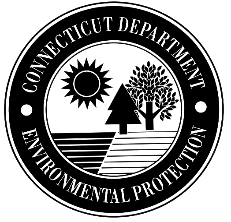 CONNECTICUT DEPARTMENT
ENVIRONMENTAL PROTECTION